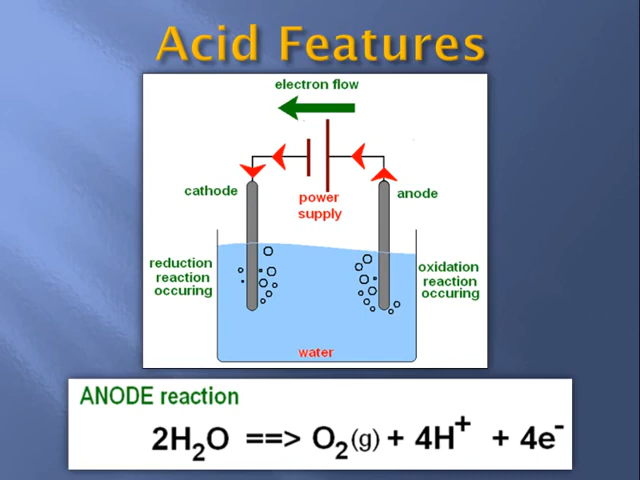 Acid Features
electron flow
cathode
power
supply
anode
reduction
reaction
occuring
oxidation
reaction
occuring
water
ANODE reaction
2H₂O ==> O₂(g) + 4H⁺ + 4e⁻